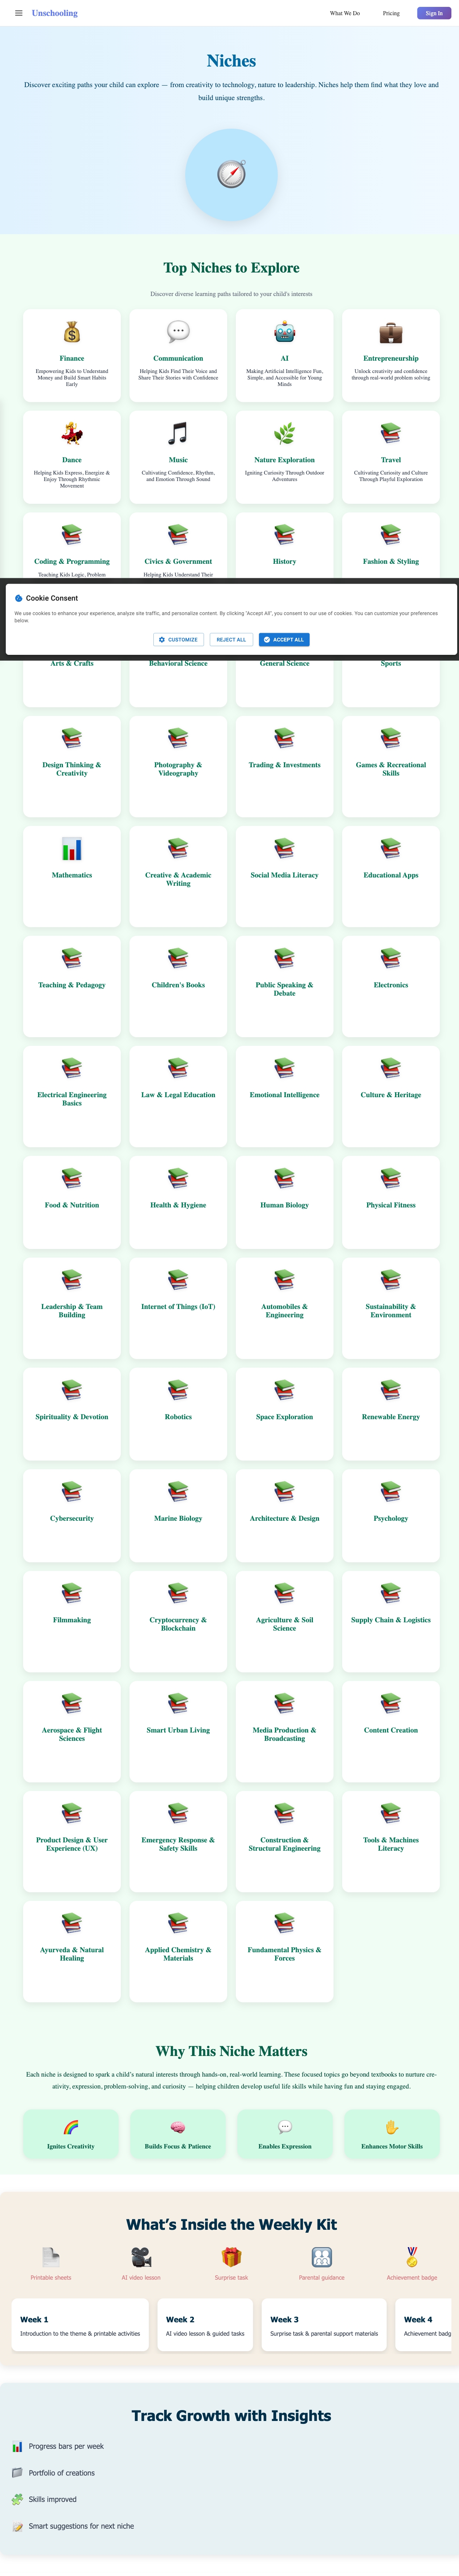 Unschooling
What We Do
Pricing
Sign In
Niches
Discover exciting paths your child can explore — from creativity to technology, nature to leadership. Niches help them find what they love and
build unique strengths.
Top Niches to Explore
Discover diverse learning paths tailored to your child's interests
Finance
Empowering Kids to Understand
Money and Build Smart Habits
Early
Communication
Helping Kids Find Their Voice and
Share Their Stories with Confidence
AI
Making Artificial Intelligence Fun,
Simple, and Accessible for Young
Minds
Entrepreneurship
Unlock creativity and confidence
through real-world problem solving
Dance
Helping Kids Express, Energize &
Enjoy Through Rhythmic
Movement
Music
Cultivating Confidence, Rhythm,
and Emotion Through Sound
Nature Exploration
Igniting Curiosity Through Outdoor
Adventures
Travel
Cultivating Curiosity and Culture
Through Playful Exploration
Coding & Programming
Teaching Kids Logic, Problem
Civics & Government
Helping Kids Understand Their
History
Fashion & Styling
Cookie Consent
We use cookies to enhance your experience, analyze site traffic, and personalize content. By clicking "Accept All", you consent to our use of cookies. You can customize your preferences
below.
CUSTOMIZE
REJECT ALL
ACCEPT ALL
Arts & Crafts
Behavioral Science
General Science
Sports
Design Thinking &
Creativity
Photography &
Videography
Trading & Investments
Games & Recreational
Skills
Mathematics
Creative & Academic
Writing
Social Media Literacy
Educational Apps
Teaching & Pedagogy
Children's Books
Public Speaking &
Debate
Electronics
Electrical Engineering
Basics
Law & Legal Education
Emotional Intelligence
Culture & Heritage
Food & Nutrition
Health & Hygiene
Human Biology
Physical Fitness
Leadership & Team
Building
Internet of Things (IoT)
Automobiles &
Engineering
Sustainability &
Environment
Spirituality & Devotion
Robotics
Space Exploration
Renewable Energy
Cybersecurity
Marine Biology
Architecture & Design
Psychology
Filmmaking
Cryptocurrency &
Blockchain
Agriculture & Soil
Science
Supply Chain & Logistics
Aerospace & Flight
Sciences
Smart Urban Living
Media Production &
Broadcasting
Content Creation
Product Design & User
Experience (UX)
Emergency Response &
Safety Skills
Construction &
Structural Engineering
Tools & Machines
Literacy
Ayurveda & Natural
Healing
Applied Chemistry &
Materials
Fundamental Physics &
Forces
Why This Niche Matters
Each niche is designed to spark a child's natural interests through hands-on, real-world learning. These focused topics go beyond textbooks to nurture cre-
ativity, expression, problem-solving, and curiosity — helping children develop useful life skills while having fun and staying engaged.
Ignites Creativity
Builds Focus & Patience
Enables Expression
Enhances Motor Skills
What's Inside the Weekly Kit
Printable sheets
AI video lesson
Surprise task
Parental guidance
Achievement badge
Week 1
Introduction to the theme & printable activities
Week 2
AI video lesson & guided tasks
Week 3
Surprise task & parental support materials
Week 4
Achievement badg
Track Growth with Insights
Progress bars per week
Portfolio of creations
Skills improved
Smart suggestions for next niche